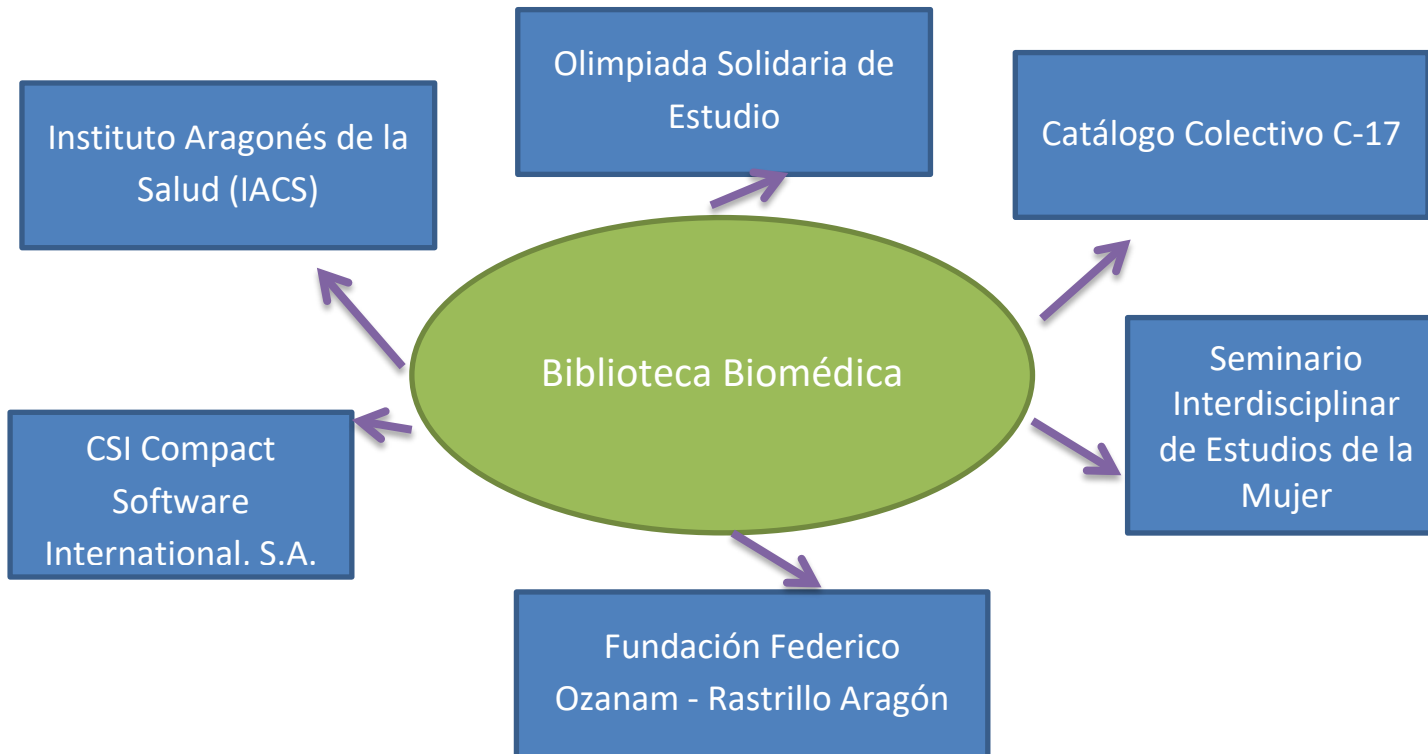 Olimpiada Solidaria de
Estudio
Instituto Aragonés de la
Salud (IACS)
Catálogo Colectivo C-17
Biblioteca Biomédica
Seminario
Interdisciplinar
de Estudios de la
Mujer
CSI Compact
Software
International. S.A.
Fundación Federico
Ozanam - Rastrillo Aragón